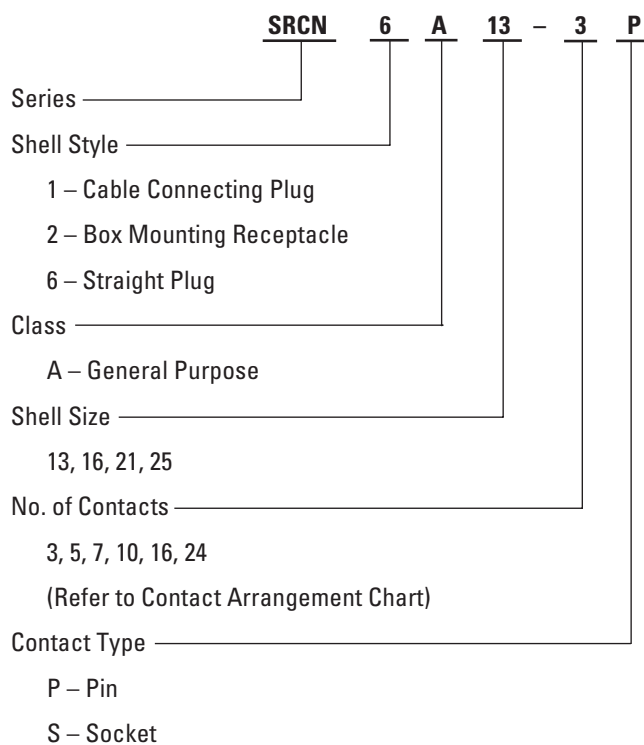 SRCN 6 A 13 – 3 P
Series
Shell Style
1 – Cable Connecting Plug
2 – Box Mounting Receptacle
6 – Straight Plug
Class
A – General Purpose
Shell Size
13, 16, 21, 25
No. of Contacts
3, 5, 7, 10, 16, 24
(Refer to Contact Arrangement Chart)
Contact Type
P – Pin
S – Socket